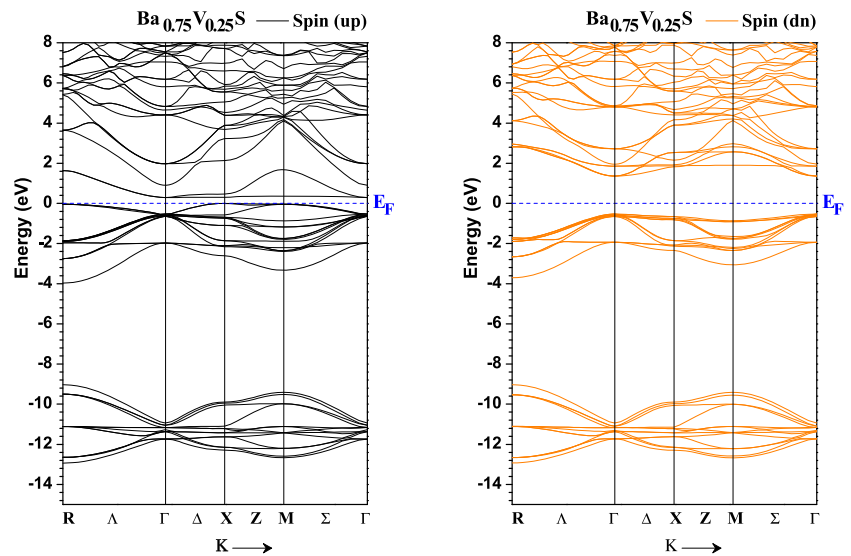 Ba0.75V0.25S — Spin (up)
Energy (eV)
8
6
4
2
0
-2
-4
-6
-8
-10
-12
-14
EF
R Λ Γ Δ X Z M Σ Γ
K →
Ba0.75V0.25S — Spin (dn)
Energy (eV)
8
6
4
2
0
-2
-4
-6
-8
-10
-12
-14
EF
R Λ Γ Δ X Z M Σ Γ
K →